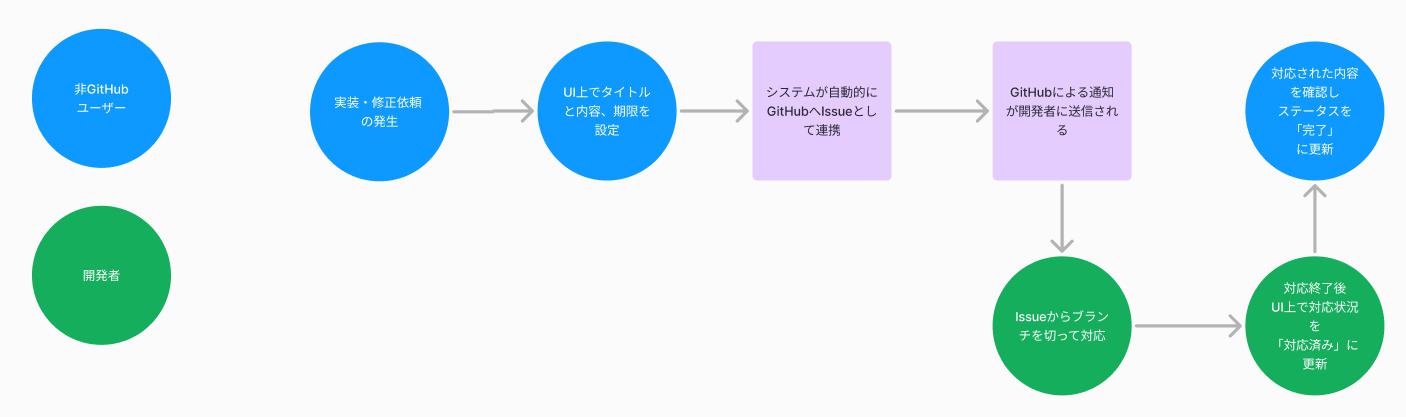 非GitHub
ユーザー
開発者
実装・修正依頼
の発生
UI上でタイトル
と内容、期限を
設定
システムが自動的に
GitHubへIssueとし
て連携
GitHubによる通知
が開発者に送信され
る
Issueからブラン
チを切って対応
対応終了後
UI上で対応状況
を
「対応済み」に
更新
対応された内容
を確認し
ステータスを
「完了」
に更新